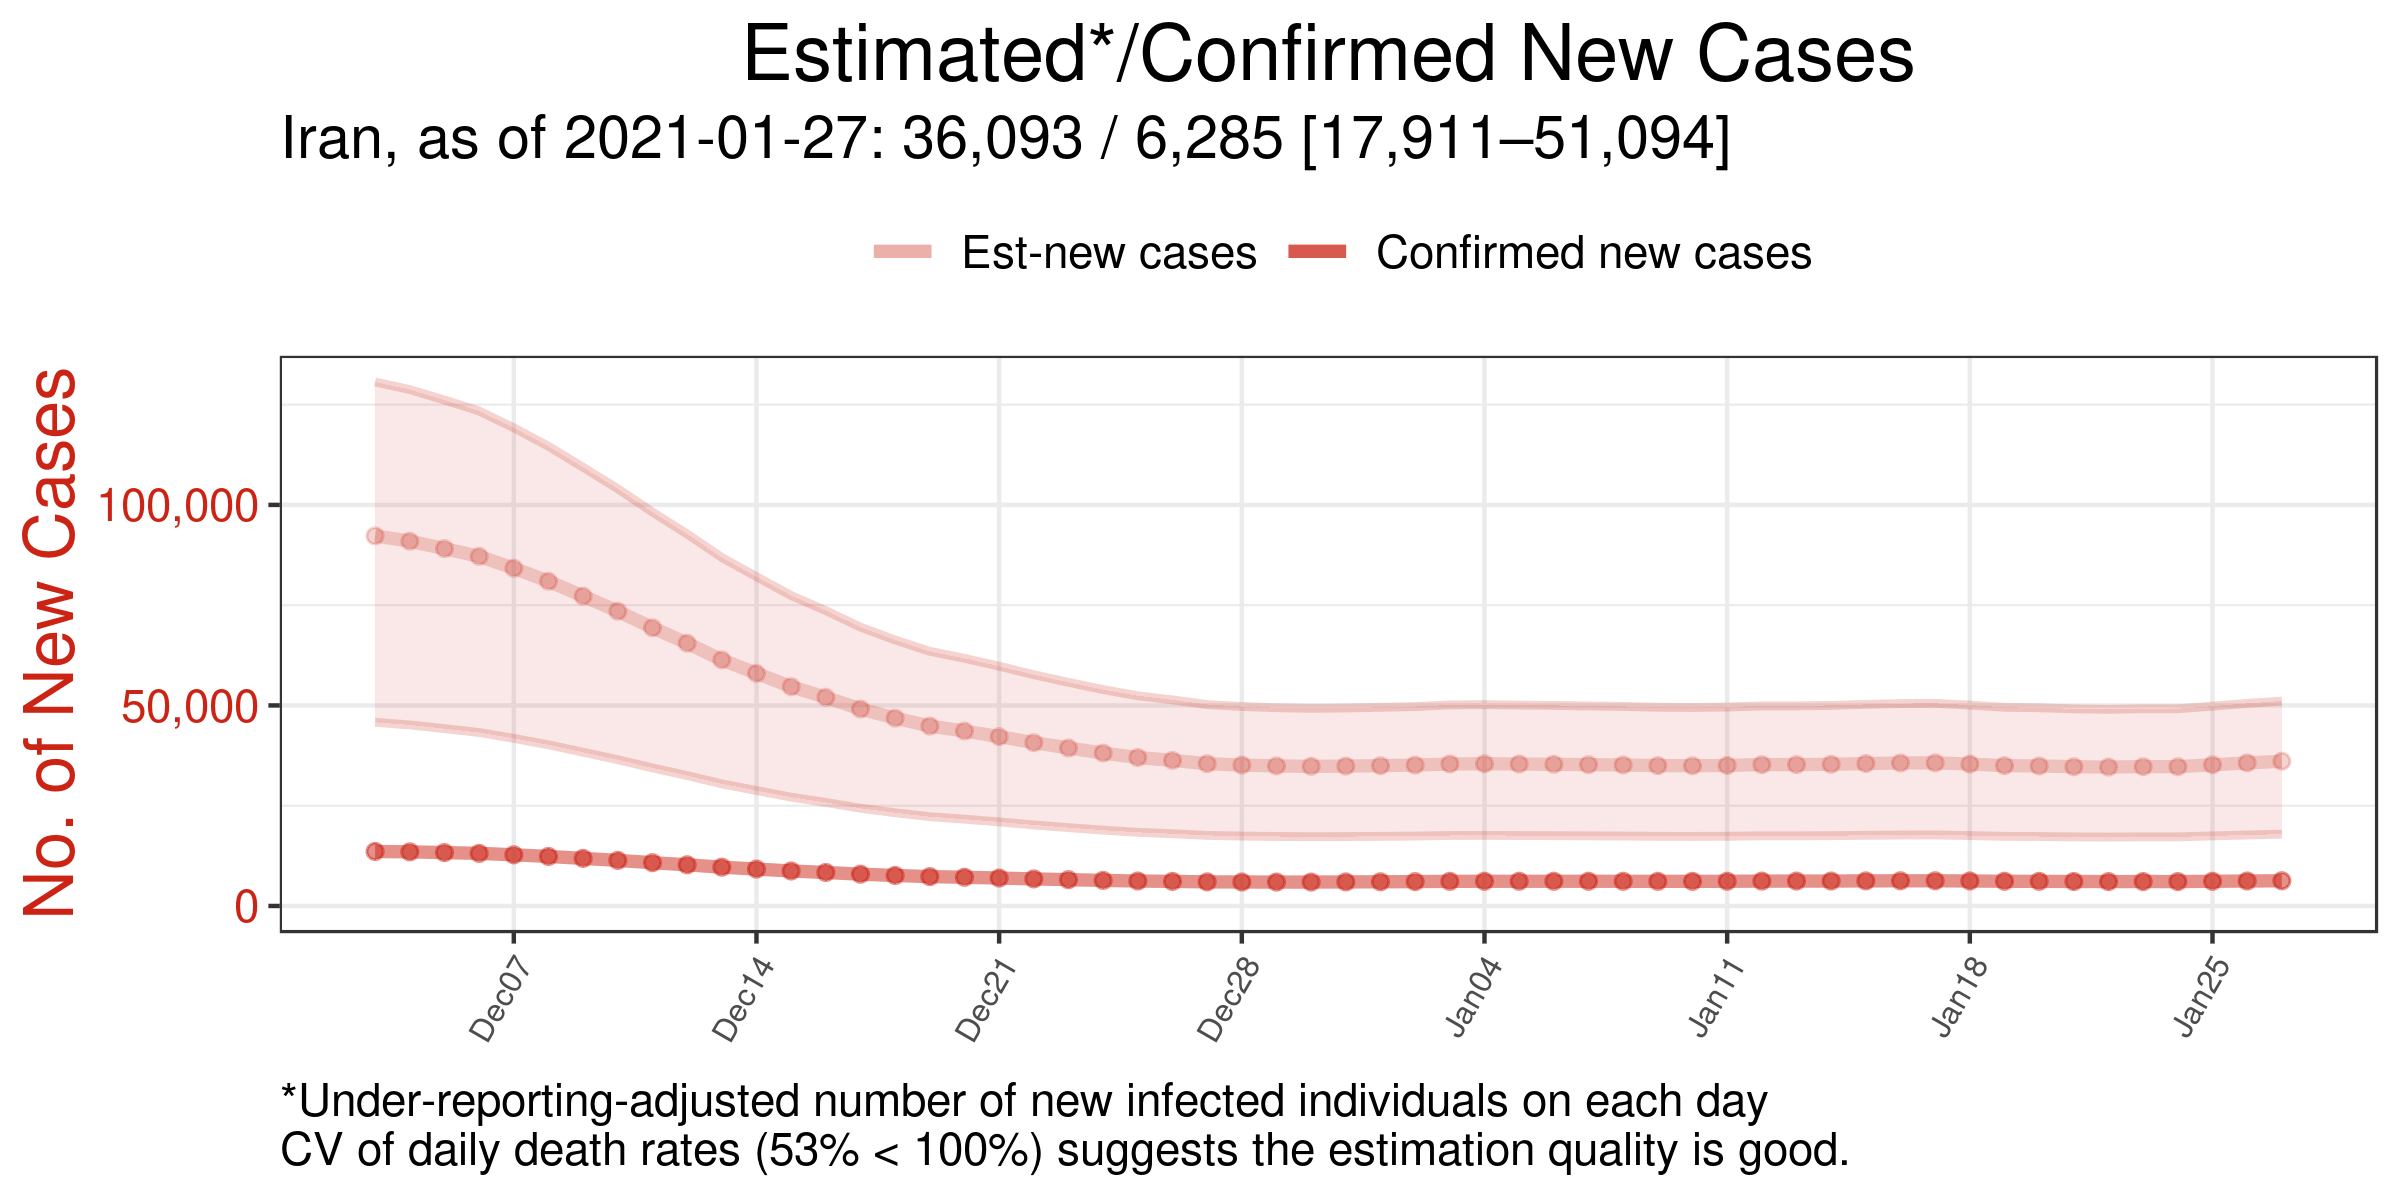 Estimated*/Confirmed New Cases
Iran, as of 2021-01-27: 36,093 / 6,285 [17,911–51,094]
Est-new cases
Confirmed new cases
No. of New Cases
100,000
50,000
0
Dec07
Dec14
Dec21
Dec28
Jan04
Jan11
Jan18
Jan25
*Under-reporting-adjusted number of new infected individuals on each day
CV of daily death rates (53% < 100%) suggests the estimation quality is good.